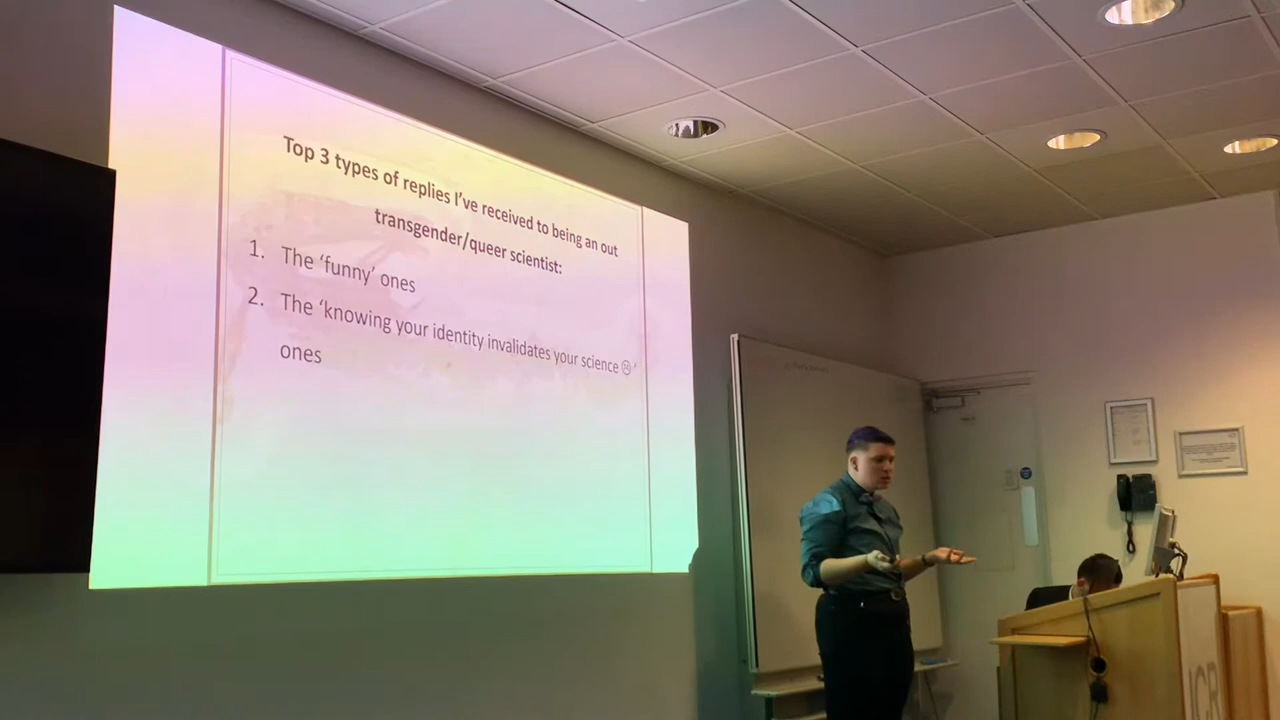 Top 3 types of replies I've received to being an out
transgender/queer scientist:
1. The 'funny' ones
2. The 'knowing your identity invalidates your science ☹'
ones
ICR